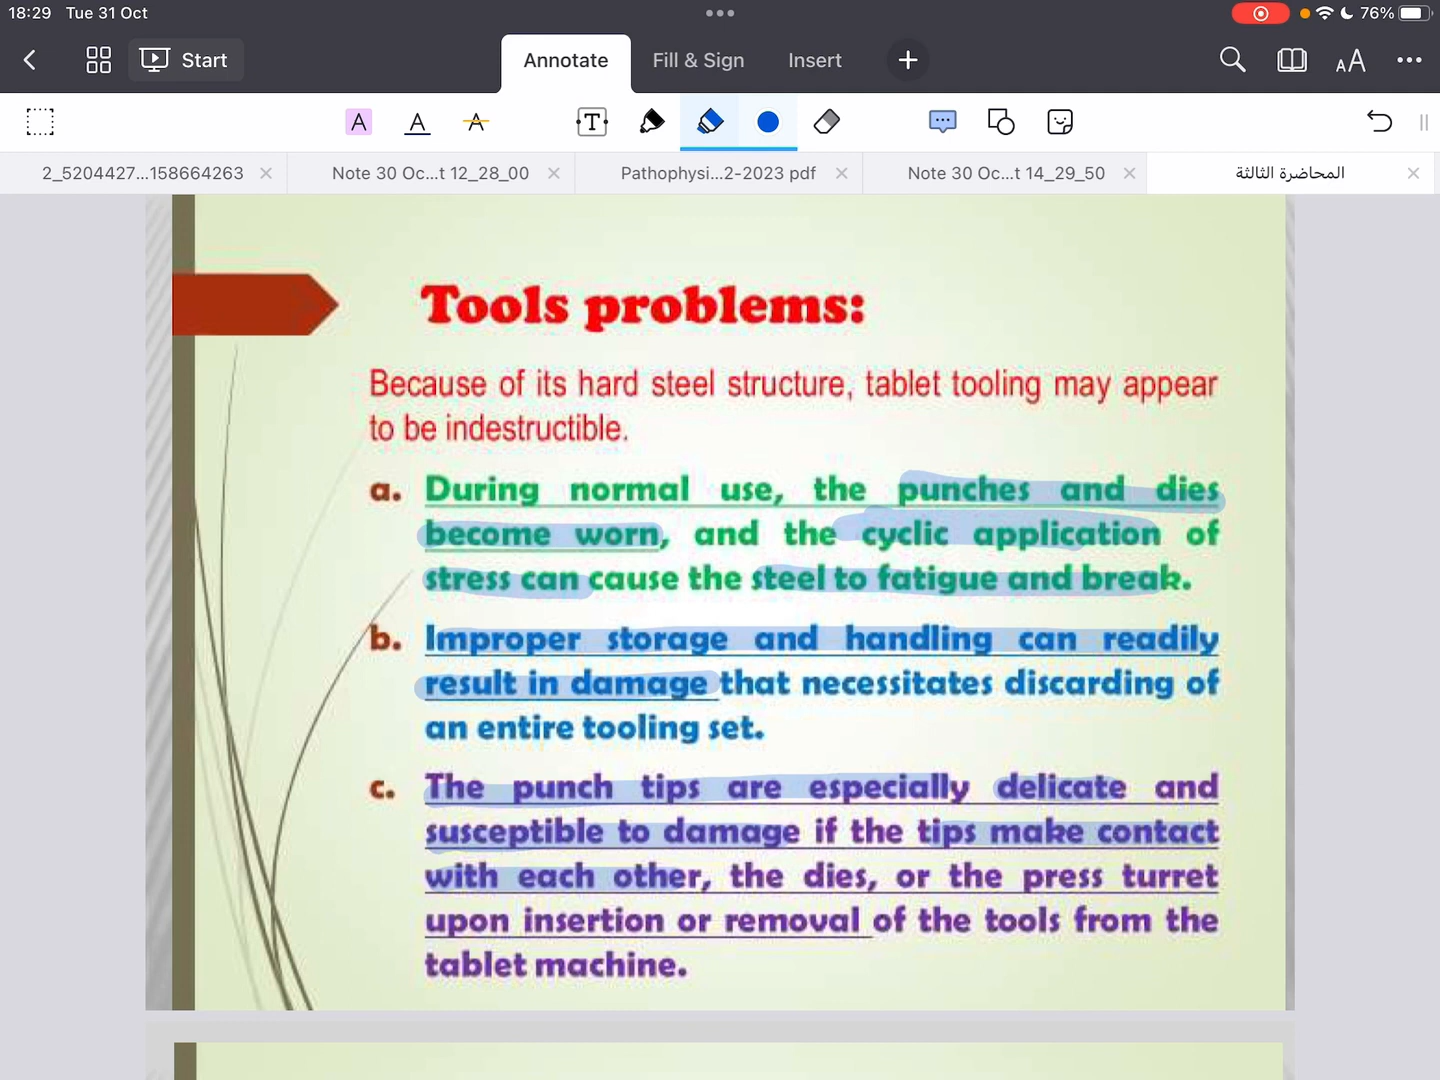 18:29 Tue 31 Oct
76%
Start
Annotate
Fill & Sign
Insert
2_5204427...158664263
Note 30 Oc...t 12_28_00
Pathophysi...2-2023 pdf
Note 30 Oc...t 14_29_50
المحاضرة الثالثة
Tools problems:
Because of its hard steel structure, tablet tooling may appear
to be indestructible.
a. During normal use, the punches and dies
become worn, and the cyclic application of
stress can cause the steel to fatigue and break.
b. Improper storage and handling can readily
result in damage that necessitates discarding of
an entire tooling set.
c. The punch tips are especially delicate and
susceptible to damage if the tips make contact
with each other, the dies, or the press turret
upon insertion or removal of the tools from the
tablet machine.